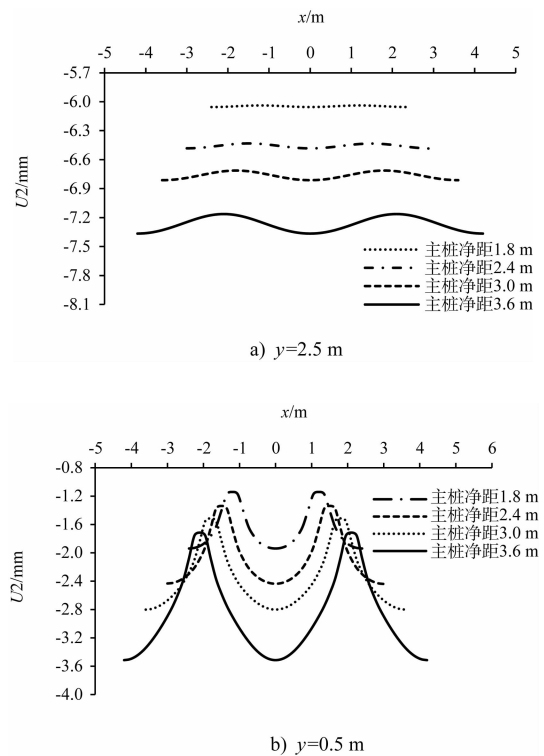 x/m
-5 -4 -3 -2 -1 0 1 2 3 4 5
-5.7
-6.0
-6.3
-6.6
-6.9
-7.2
-7.5
-7.8
-8.1
U2/mm
主桩净距1.8 m
主桩净距2.4 m
主桩净距3.0 m
主桩净距3.6 m
a) y=2.5 m
x/m
-5 -4 -3 -2 -1 0 1 2 3 4 5 6
-0.8
-1.2
-1.6
-2.0
-2.4
-2.8
-3.2
-3.6
-4.0
U2/mm
主桩净距1.8 m
主桩净距2.4 m
主桩净距3.0 m
主桩净距3.6 m
b) y=0.5 m